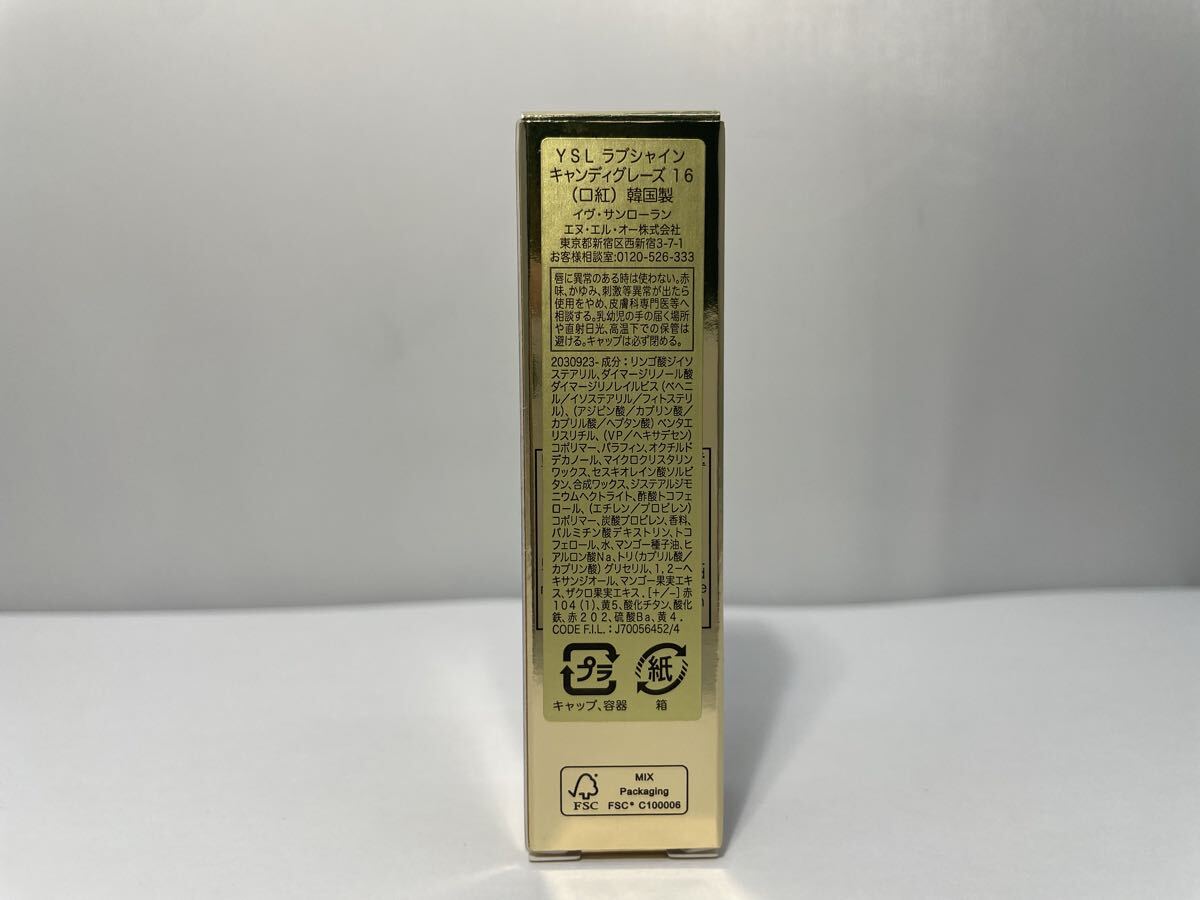 YSL ラブシャイン
キャンディグレーズ 16
（口紅）韓国製
イヴ・サンローラン
エヌ・エル・オー株式会社
東京都新宿区西新宿3-7-1
お客様相談室:0120-526-333
唇に異常のある時は使わない。赤
味、かゆみ、刺激等異常が出たら
使用をやめ、皮膚科専門医等へ
相談する。乳幼児の手の届く場所
や直射日光、高温下での保管は
避ける。キャップは必ず閉める。
2030923-成分：リンゴ酸ジイソ
ステアリル、ダイマージリノール酸
ダイマージリノレイルビス（ベヘニ
ル／イソステアリル／フィトステリ
ル）、（アジピン酸／カプリン酸／
カプリル酸／ヘプタン酸）ペンタエ
リスリチル、（VP／ヘキサデセン）
コポリマー、パラフィン、オクチルド
デカノール、マイクロクリスタリン
ワックス、セスキオレイン酸ソルビ
タン、合成ワックス、ジステアルジモ
ニウムヘクトライト、酢酸トコフェ
ロール、（エチレン／プロピレン）
コポリマー、炭酸プロピレン、香料、
パルミチン酸デキストリン、トコ
フェロール、水、マンゴー種子油、ヒ
アルロン酸Na、トリ（カプリル酸／
カプリン酸）グリセリル、1，2－ヘ
キサンジオール、マンゴー果実エキ
ス、ザクロ果実エキス、［＋/－］赤
104（1）、黄5、酸化チタン、酸化
鉄、赤202、硫酸Ba、黄4．
CODE F.I.L. : J70056452/4
プラ 紙
キャップ、容器 箱
MIX
Packaging
FSC FSC® C100006